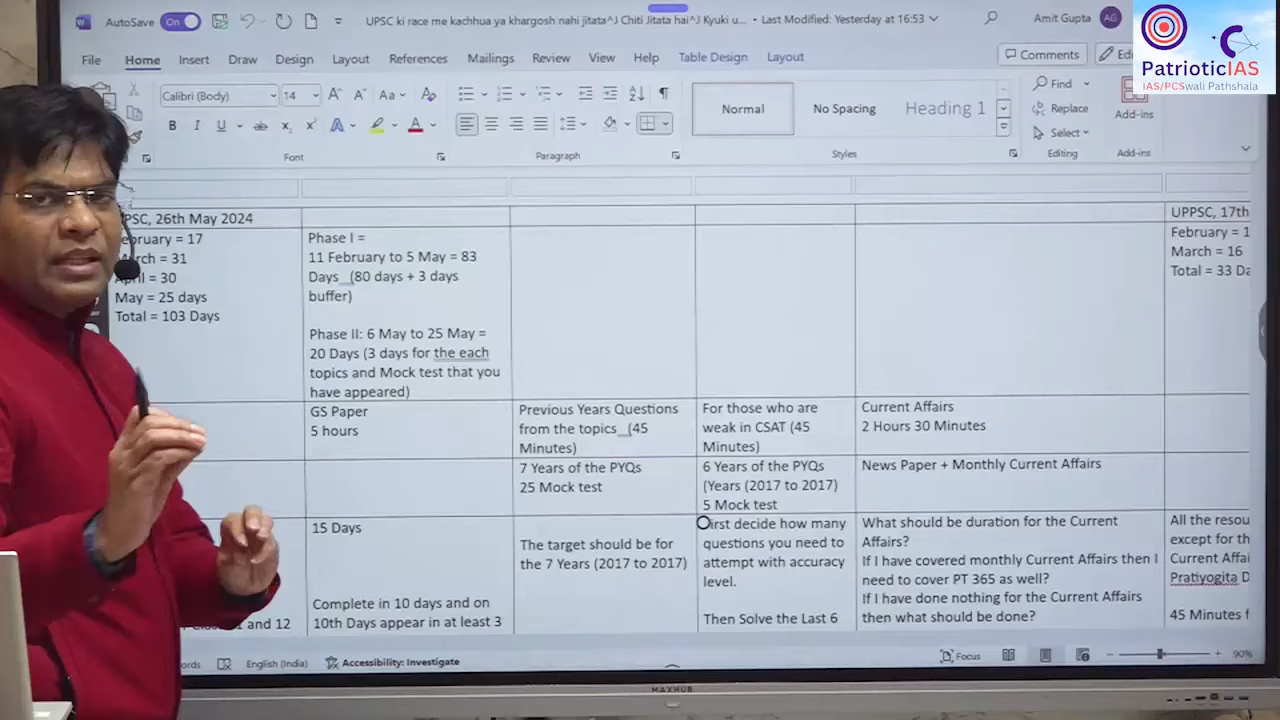 AutoSave On
UPSC ki race me kachhua ya khargosh nahi jitata^J Chiti Jitata hai^J Kyuki u... • Last Modified: Yesterday at 16:53
Amit Gupta AG
PatrioticIAS
IAS/PCSwali Pathshala
File Home Insert Draw Design Layout References Mailings Review View Help Table Design Layout
Comments
Calibri (Body) 14
Normal
No Spacing
Heading 1
Find
Replace
Select
Add-ins
Font
Paragraph
Styles
Editing
Add-ins
PSC, 26th May 2024
February = 17
March = 31
April = 30
May = 25 days
Total = 103 Days
Phase I =
11 February to 5 May = 83
Days_ (80 days + 3 days
buffer)
Phase II: 6 May to 25 May =
20 Days (3 days for the each
topics and Mock test that you
have appeared)
UPPSC, 17th
February = 1
March = 16
Total = 33 Da
GS Paper
5 hours
Previous Years Questions
from the topics_ (45
Minutes)
For those who are
weak in CSAT (45
Minutes)
Current Affairs
2 Hours 30 Minutes
7 Years of the PYQs
25 Mock test
6 Years of the PYQs
(Years (2017 to 2017)
5 Mock test
News Paper + Monthly Current Affairs
15 Days
Complete in 10 days and on
10th Days appear in at least 3
The target should be for
the 7 Years (2017 to 2017)
First decide how many
questions you need to
attempt with accuracy
level.
Then Solve the Last 6
What should be duration for the Current
Affairs?
If I have covered monthly Current Affairs then I
need to cover PT 365 as well?
If I have done nothing for the Current Affairs
then what should be done?
All the resou
except for th
Current Affai
Pratiyogita D
45 Minutes f
1 and 12
English (India)
Accessibility: Investigate
Focus
90%
MAXHUB